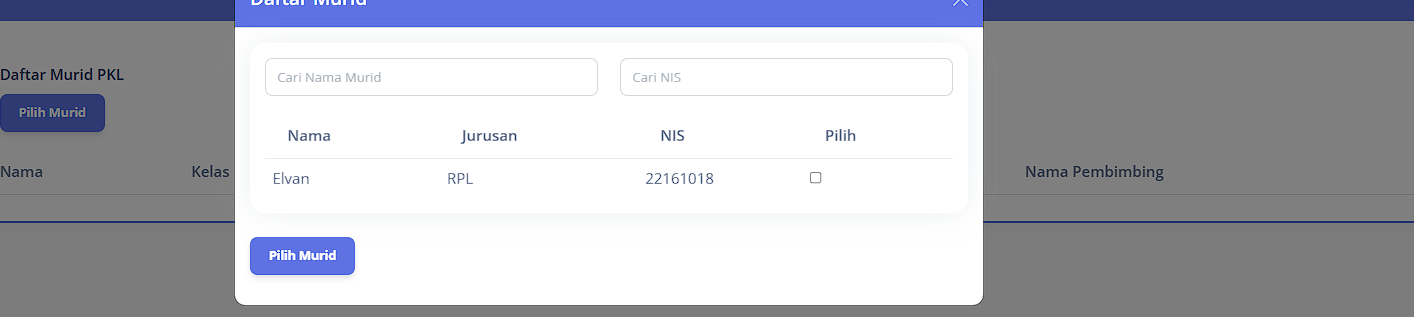 Daftar Murid
Daftar Murid PKL
Pilih Murid
Nama Kelas Nama Pembimbing
Cari Nama Murid Cari NIS
Nama Jurusan NIS Pilih
Elvan RPL 22161018
Pilih Murid